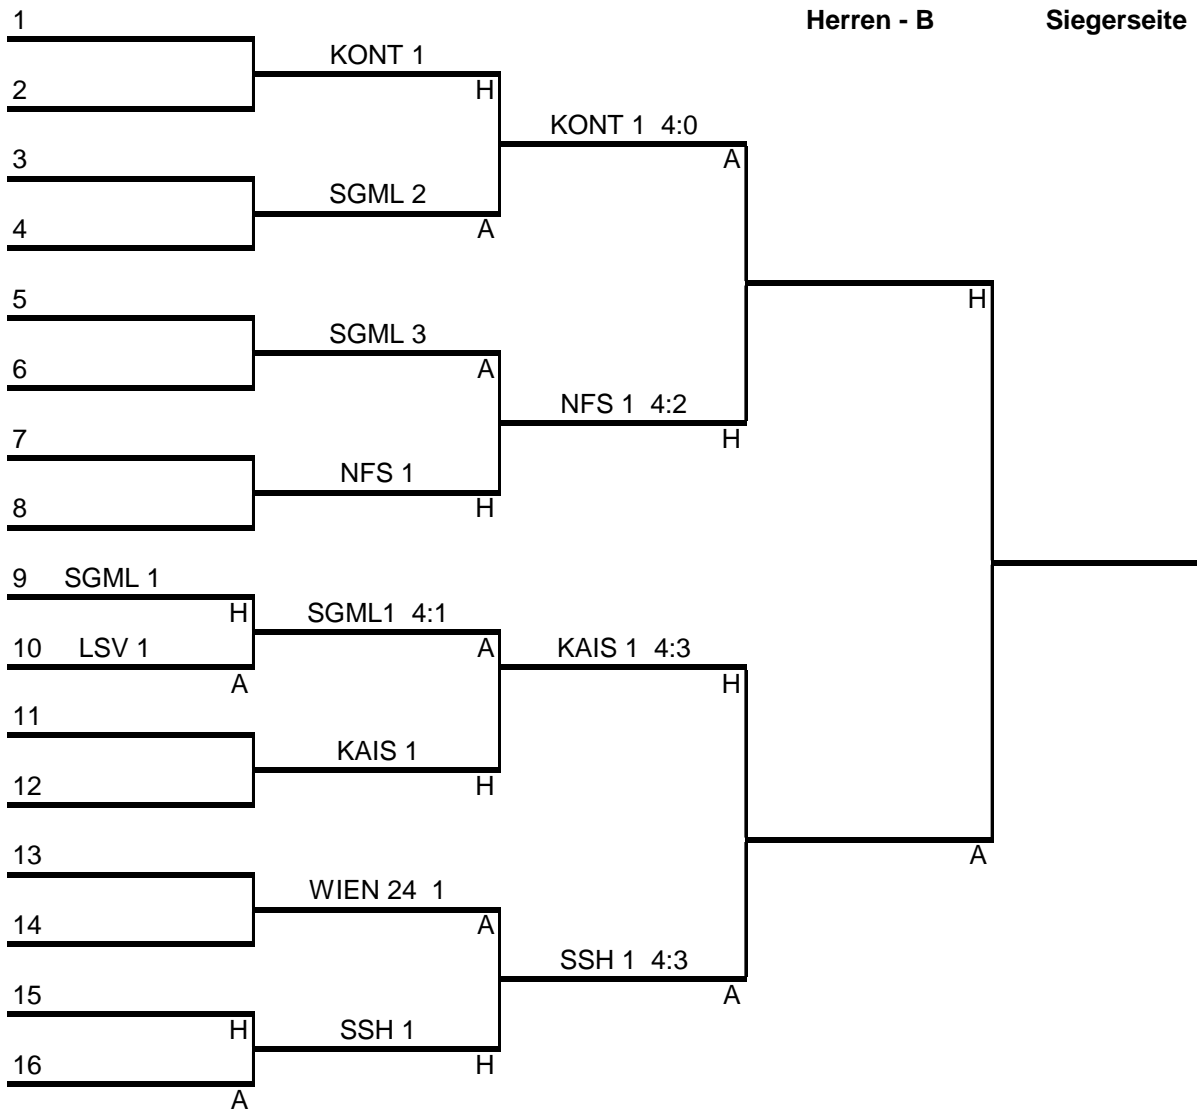 1 Herren - B Siegerseite
KONT 1
2 H
KONT 1 4:0
3 A
SGML 2
4 A
5 H
SGML 3
6 A
NFS 1 4:2
7 H
NFS 1
8 H
9 SGML 1
H SGML1 4:1
10 LSV 1 A KAIS 1 4:3
A H
11
KAIS 1
12 H
13 A
WIEN 24 1
14 A
SSH 1 4:3
15 A
H SSH 1
16 H
A